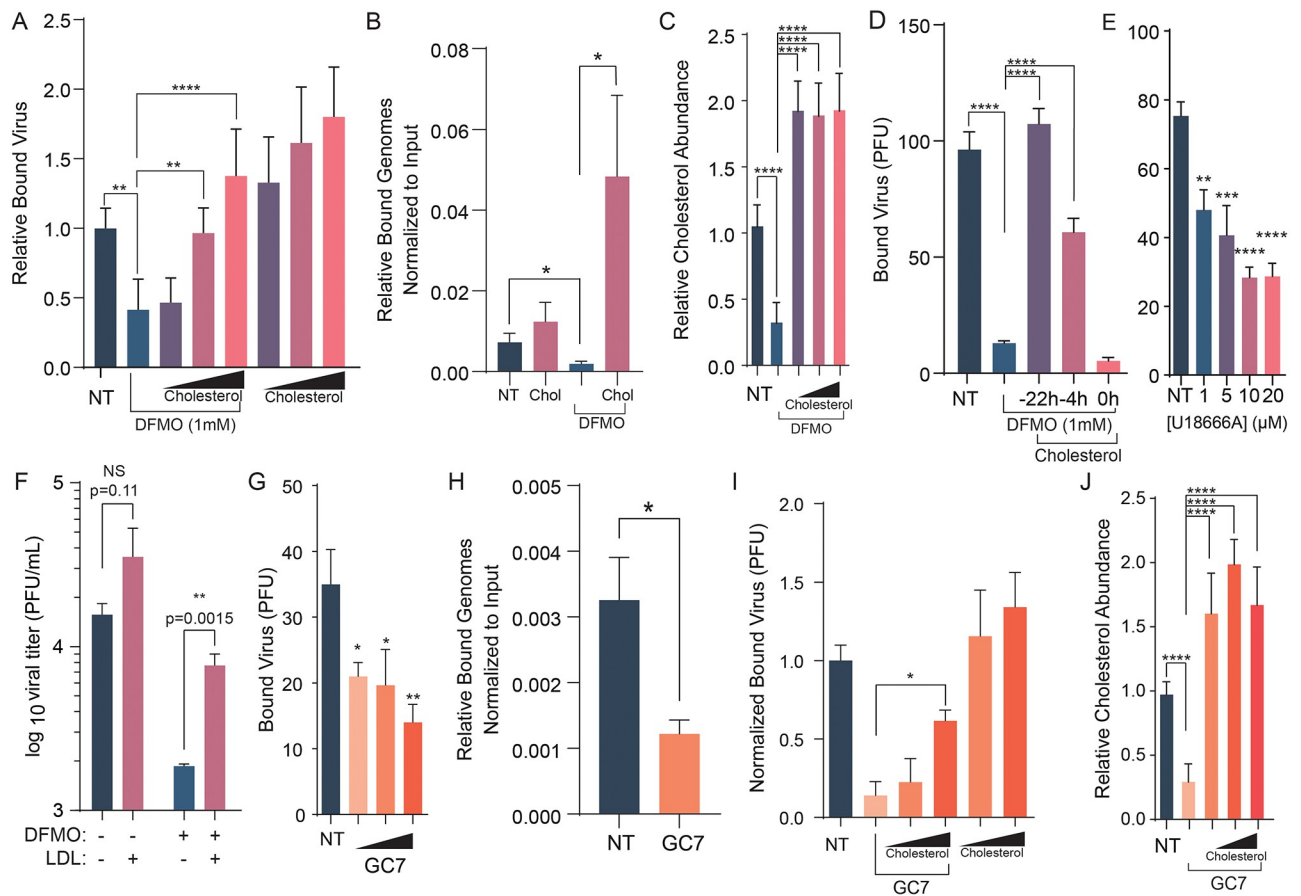 A
Relative Bound Virus
2.5
2.0
1.5
1.0
0.5
0.0
**
**
****
NT
Cholesterol
Cholesterol
DFMO (1mM)
B
Relative Bound Genomes
Normalized to Input
0.08
0.06
0.04
0.02
0.00
*
*
NT
Chol
Chol
DFMO
C
Relative Cholesterol Abundance
2.5
2.0
1.5
1.0
0.5
0.0
****
****
****
****
Cholesterol
NT
DFMO
D
Bound Virus (PFU)
150
100
50
0
****
****
****
NT
-22h
-4h
0h
DFMO (1mM)
Cholesterol
E
100
80
60
40
20
0
**
***
****
****
NT
1
5
10
20
[U18666A] (µM)
F
log 10 viral titer (PFU/mL)
5
4
3
NS
p=0.11
**
p=0.0015
DFMO: - - + +
LDL: - + - +
G
Bound Virus (PFU)
50
40
30
20
10
0
*
*
**
NT
GC7
H
Relative Bound Genomes
Normalized to Input
0.005
0.004
0.003
0.002
0.001
0.000
*
NT
GC7
I
Normalized Bound Virus (PFU)
2.0
1.5
1.0
0.5
0.0
*
NT
Cholesterol
Cholesterol
GC7
J
Relative Cholesterol Abundance
2.5
2.0
1.5
1.0
0.5
0.0
****
****
****
****
NT
Cholesterol
GC7